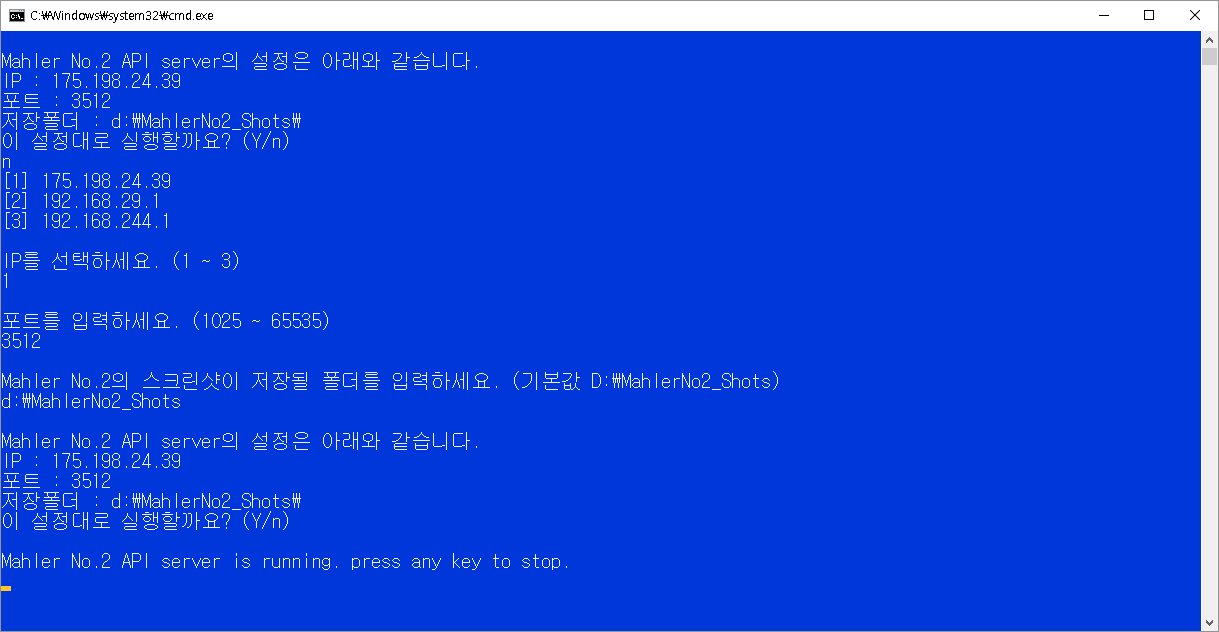 C:₩Windows₩system32₩cmd.exe
Mahler No.2 API server의 설정은 아래와 같습니다.
IP : 175.198.24.39
포트 : 3512
저장폴더 : d:₩MahlerNo2_Shots₩
이 설정대로 실행할까요? (Y/n)
n
[1] 175.198.24.39
[2] 192.168.29.1
[3] 192.168.244.1
IP를 선택하세요. (1 ~ 3)
1
포트를 입력하세요. (1025 ~ 65535)
3512
Mahler No.2의 스크린샷이 저장될 폴더를 입력하세요. (기본값 D:₩MahlerNo2_Shots)
d:₩MahlerNo2_Shots
Mahler No.2 API server의 설정은 아래와 같습니다.
IP : 175.198.24.39
포트 : 3512
저장폴더 : d:₩MahlerNo2_Shots₩
이 설정대로 실행할까요? (Y/n)
Mahler No.2 API server is running. press any key to stop.